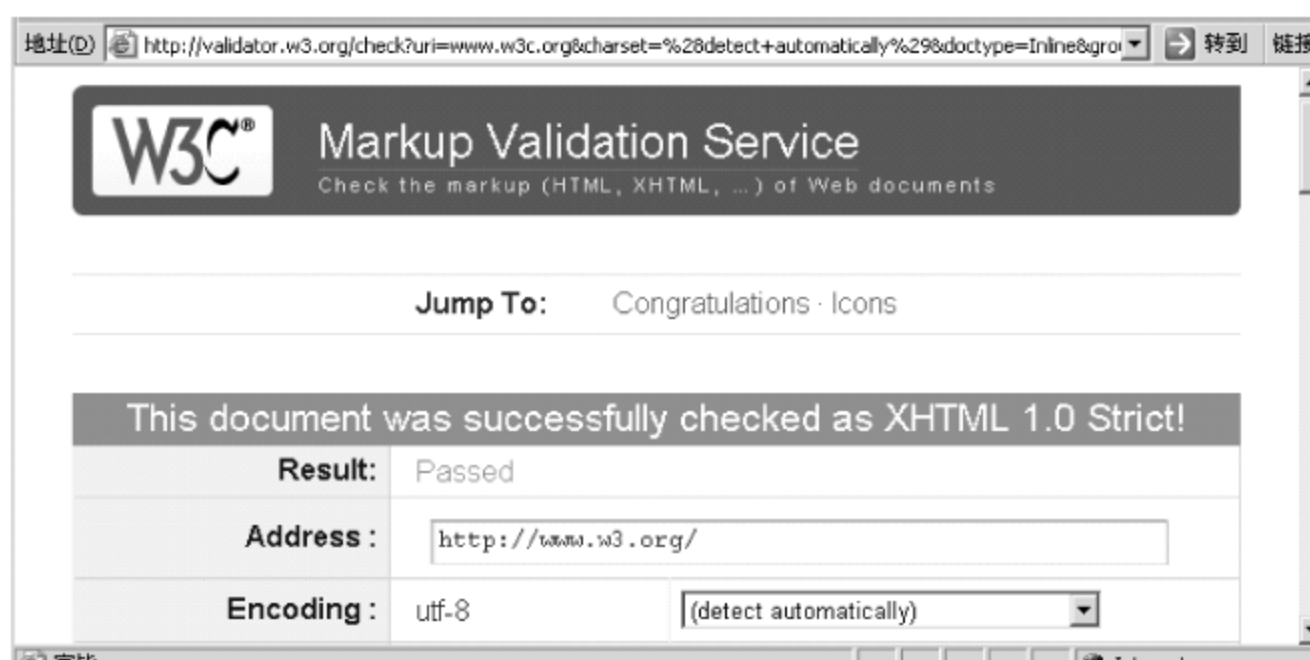 地址(D) http://validator.w3.org/check?uri=www.w3c.org&charset=%28detect+automatically%29&doctype=Inline&grou 转到 链接
W3C®
Markup Validation Service
Check the markup (HTML, XHTML, …) of Web documents
Jump To: Congratulations · Icons
This document was successfully checked as XHTML 1.0 Strict!
Result: Passed
Address : http://www.w3.org/
Encoding : utf-8 (detect automatically)